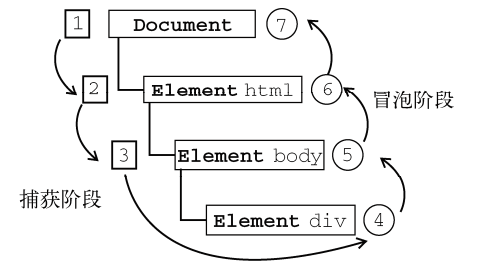 1 Document 7
2 Element html 6
冒泡阶段
3 Element body 5
捕获阶段
Element div 4